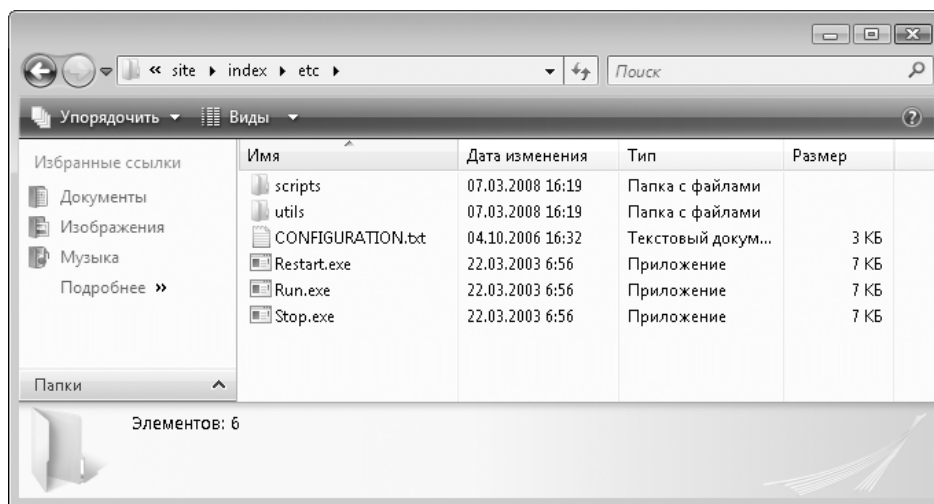 « site ▸ index ▸ etc ▸ Поиск
Упорядочить Виды
Избранные ссылки
Документы
Изображения
Музыка
Подробнее »
Папки
Имя Дата изменения Тип Размер
scripts 07.03.2008 16:19 Папка с файлами
utils 07.03.2008 16:19 Папка с файлами
CONFIGURATION.txt 04.10.2006 16:32 Текстовый докум... 3 КБ
Restart.exe 22.03.2003 6:56 Приложение 7 КБ
Run.exe 22.03.2003 6:56 Приложение 7 КБ
Stop.exe 22.03.2003 6:56 Приложение 7 КБ
Элементов: 6